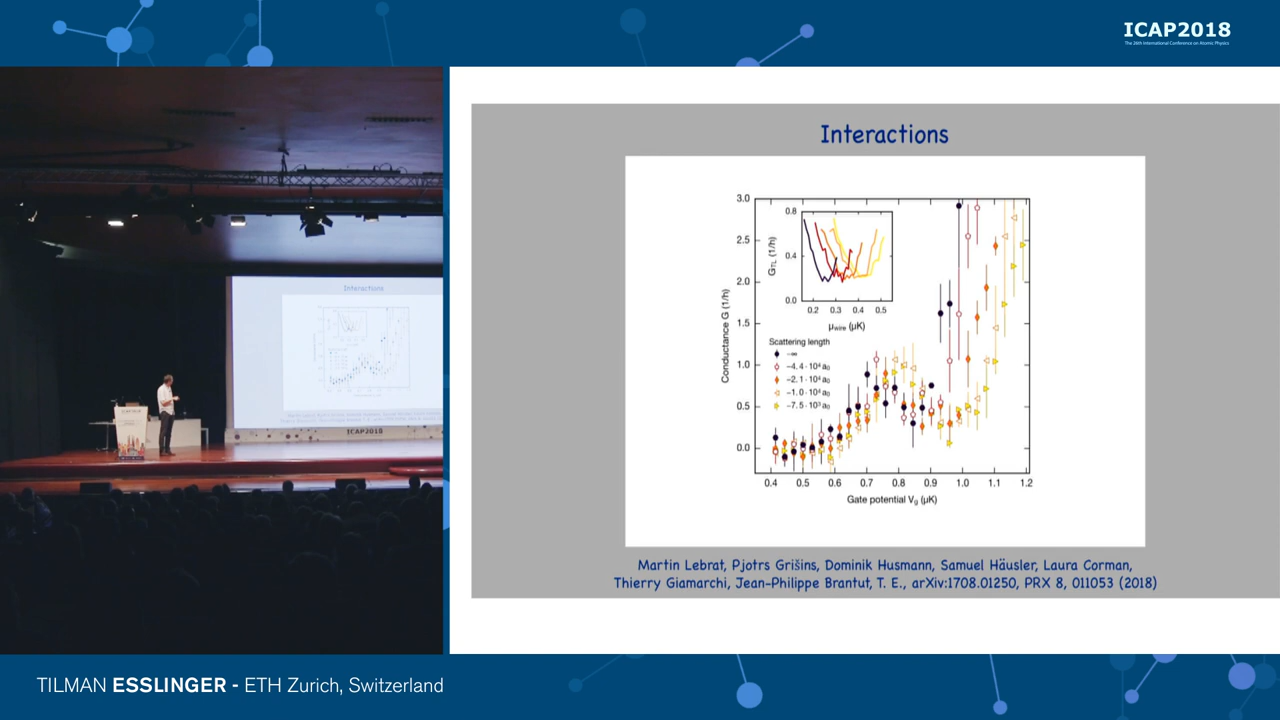 ICAP2018
The 26th International Conference on Atomic Physics
Interactions
3.0
2.5
2.0
1.5
1.0
0.5
0.0
Conductance G (1/h)
0.8
0.4
0.0
G_TL (1/h)
0.2 0.3 0.4 0.5
μ_wire (μK)
Scattering length
−∞
−4.4 · 10⁴ a₀
−2.1 · 10⁴ a₀
−1.0 · 10⁴ a₀
−7.5 · 10³ a₀
0.4 0.5 0.6 0.7 0.8 0.9 1.0 1.1 1.2
Gate potential V_g (μK)
Martin Lebrat, Pjotrs Grišins, Dominik Husmann, Samuel Häusler, Laura Corman,
Thierry Giamarchi, Jean-Philippe Brantut, T. E., arXiv:1708.01250, PRX 8, 011053 (2018)
Interactions
ICAP2018
TILMAN ESSLINGER - ETH Zurich, Switzerland